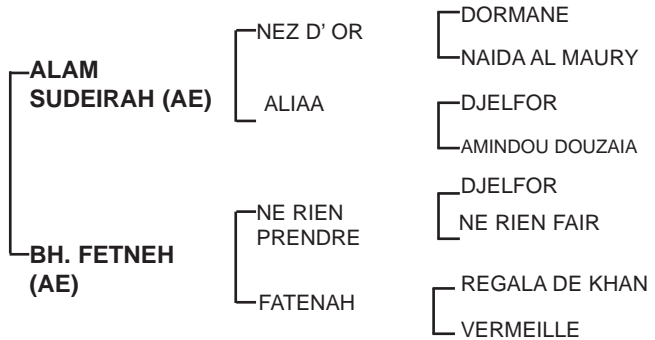 ALAM
SUDEIRAH (AE)
NEZ D' OR
DORMANE
NAIDA AL MAURY
ALIAA
DJELFOR
AMINDOU DOUZAIA
BH. FETNEH
(AE)
NE RIEN
PRENDRE
DJELFOR
NE RIEN FAIR
FATENAH
REGALA DE KHAN
VERMEILLE